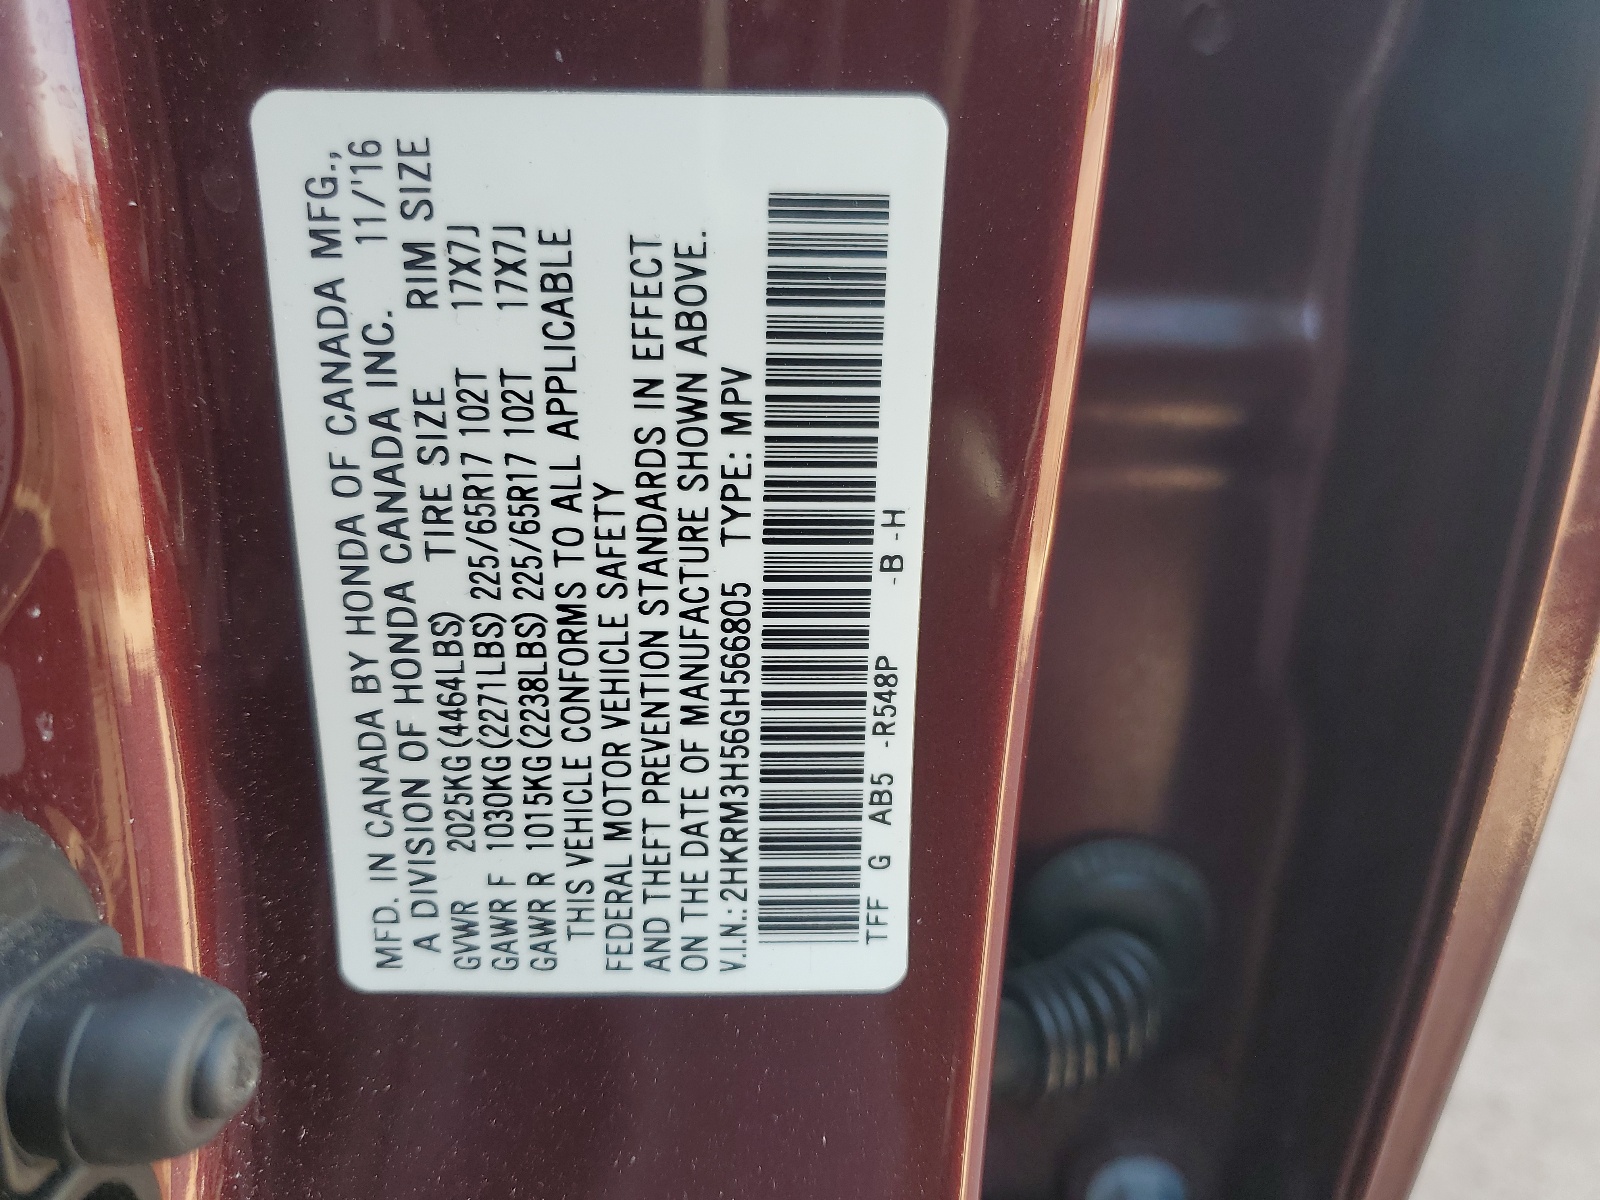 MFD. IN CANADA BY HONDA OF CANADA MFG.,
A DIVISION OF HONDA CANADA INC. 11/'16
TIRE SIZE RIM SIZE
GVWR 2025KG(4464LBS)
GAWR F 1030KG(2271LBS) 225/65R17 102T 17X7J
GAWR R 1015KG(2238LBS) 225/65R17 102T 17X7J
THIS VEHICLE CONFORMS TO ALL APPLICABLE
FEDERAL MOTOR VEHICLE SAFETY
AND THEFT PREVENTION STANDARDS IN EFFECT
ON THE DATE OF MANUFACTURE SHOWN ABOVE.
V.I.N.: 2HKRM3H56GH566805 TYPE: MPV
TFF G AB5 -R548P -B -H